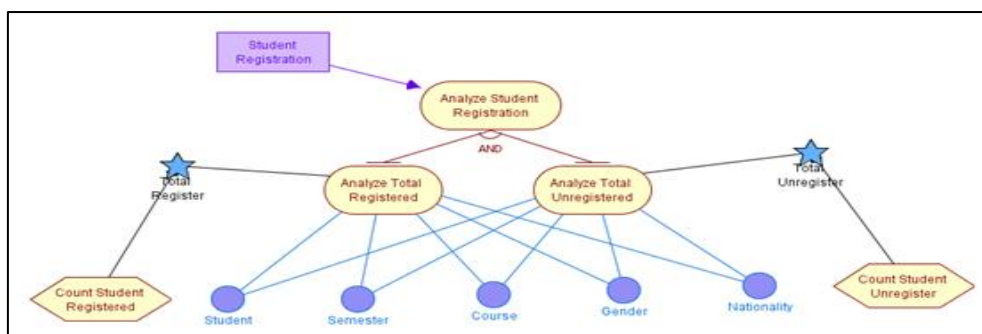 Student
Registration
Analyze Student
Registration
AND
Total
Register
Analyze Total
Registered
Analyze Total
Unregistered
Total
Unregister
Count Student
Registered
Student
Semester
Course
Gender
Nationality
Count Student
Unregister